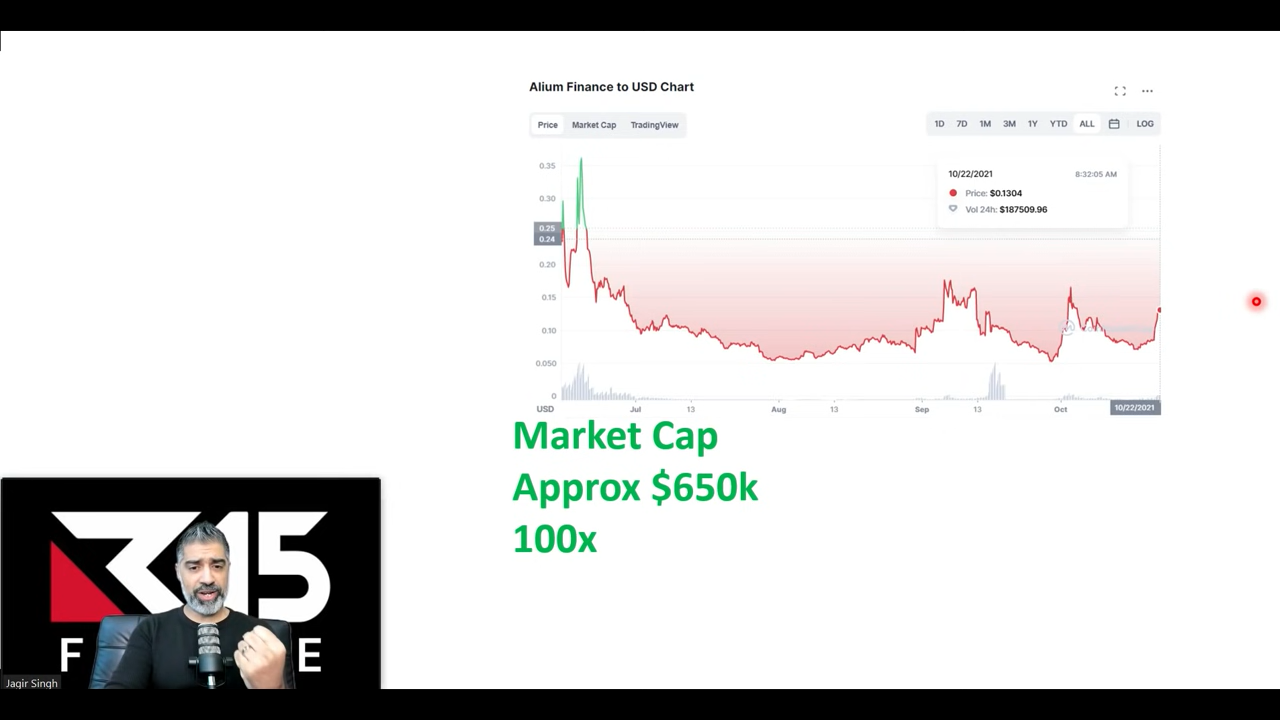 Alium Finance to USD Chart
Price Market Cap TradingView
1D 7D 1M 3M 1Y YTD ALL LOG
10/22/2021 8:32:05 AM
Price: $0.1304
Vol 24h: $187509.96
0.35
0.30
0.25
0.24
0.20
0.15
0.10
0.050
0
USD Jul 13 Aug 13 Sep 13 Oct 10/22/2021
Market Cap
Approx $650k
100x
15
F E
Jagir Singh